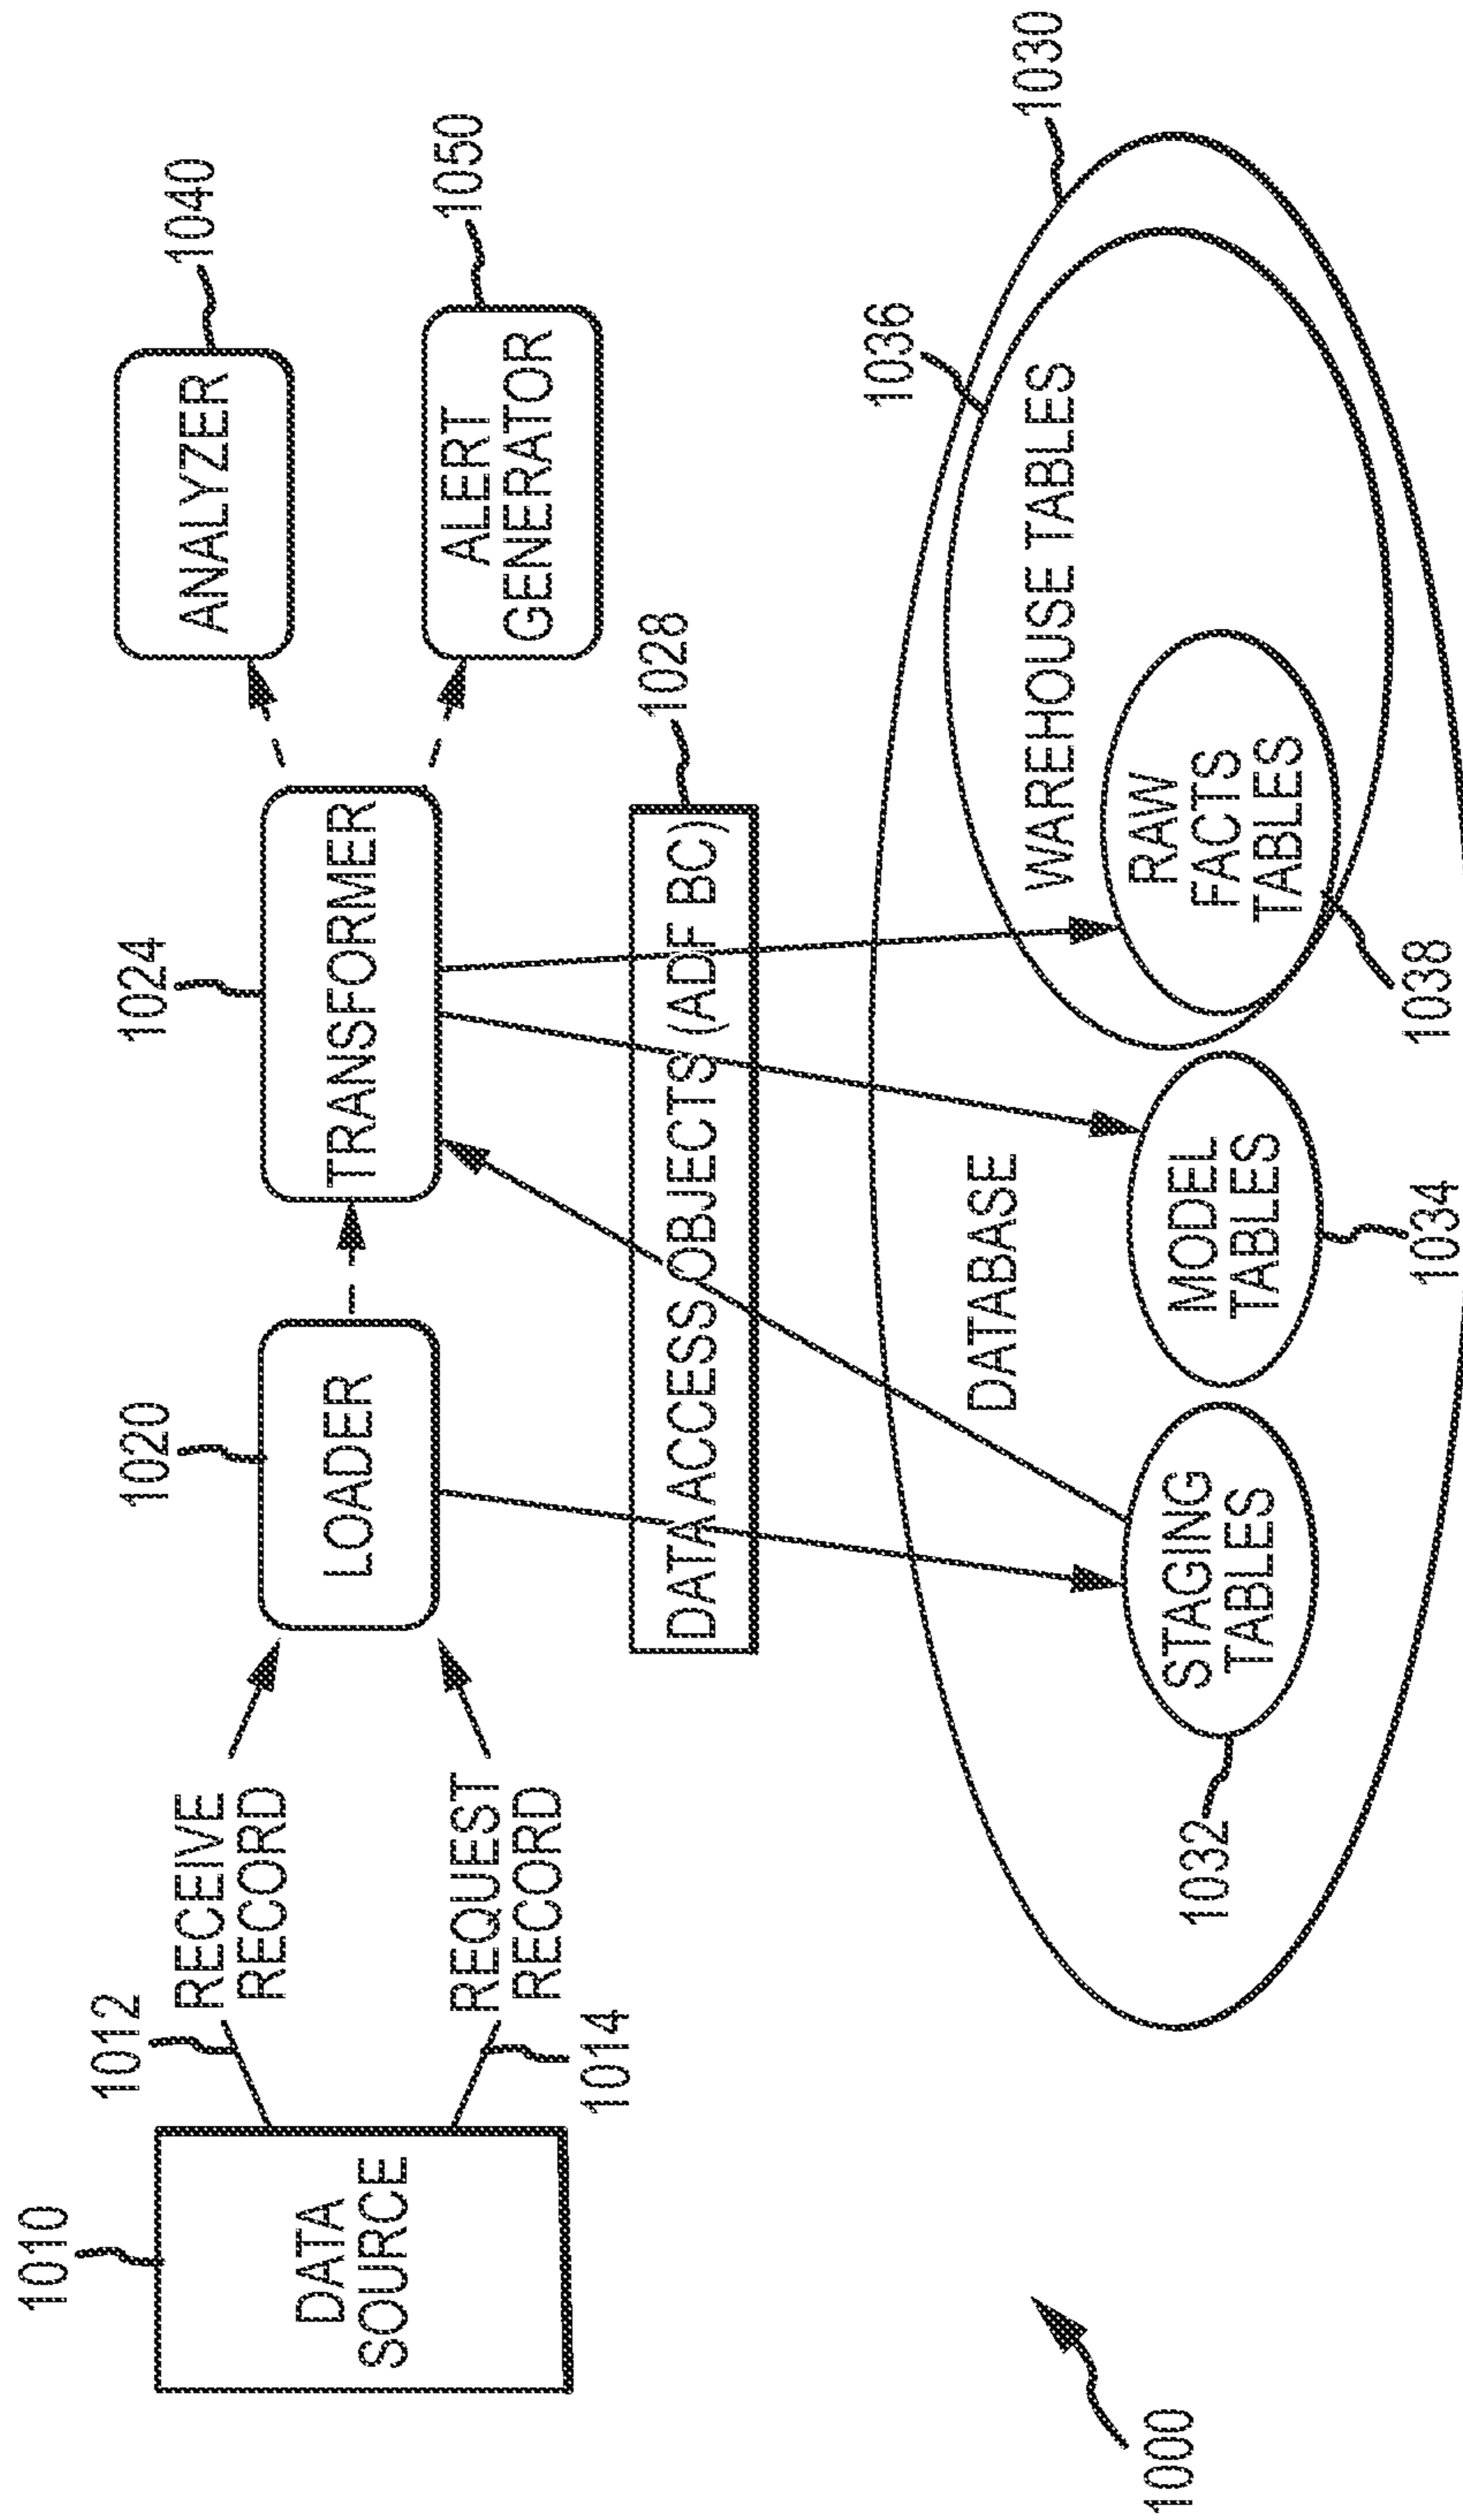 1010
DATA
SOURCE
1012
RECEIVE
RECORD
REQUEST
RECORD
1014
1020
LOADER
1024
TRANSFORMER
ANALYZER
1040
ALERT
GENERATOR
1050
DATA ACCESS OBJECTS (ADF BC)
1028
DATABASE
1030
1032
STAGING
TABLES
MODEL
TABLES
1034
WAREHOUSE TABLES
1036
RAW
FACTS
TABLES
1038
1000